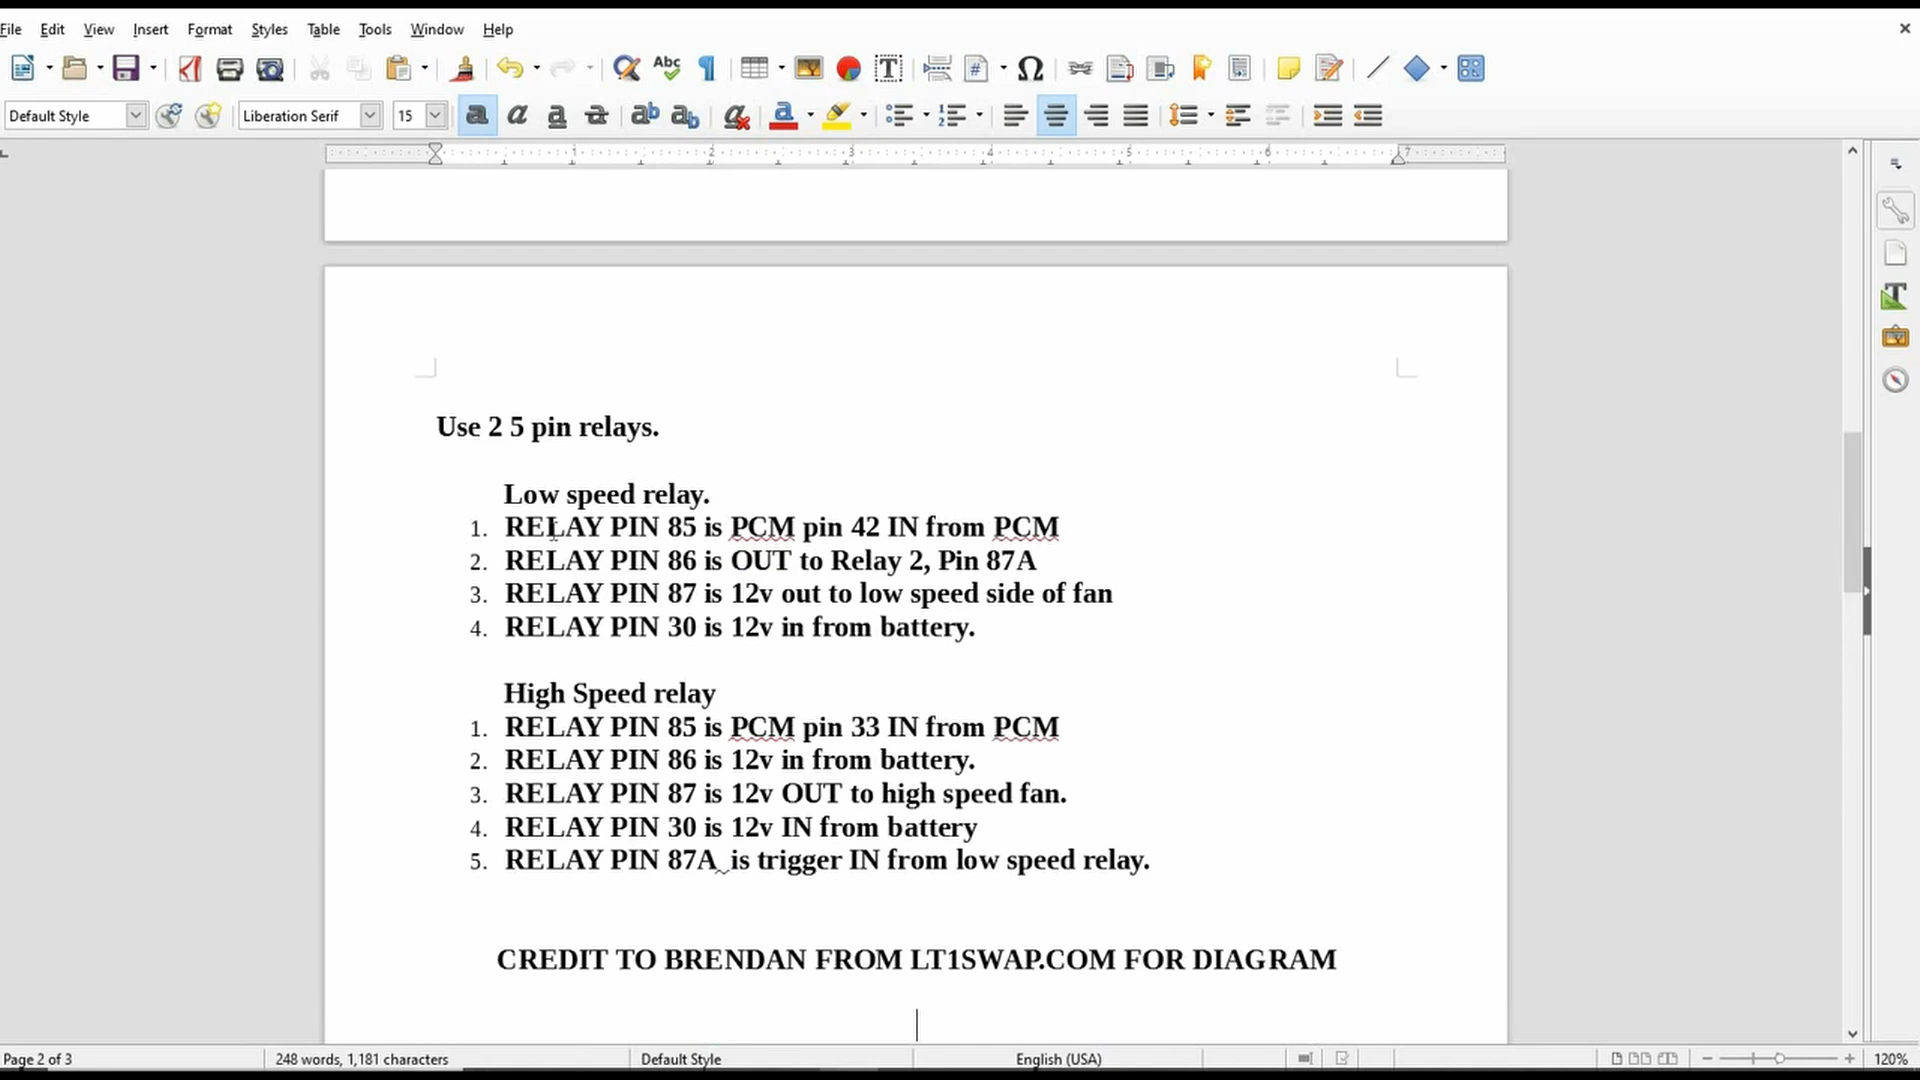 File Edit View Insert Format Styles Table Tools Window Help
Default Style Liberation Serif 15
1 2 3 4 5 6 7
Use 2 5 pin relays.
Low speed relay.
1. RELAY PIN 85 is PCM pin 42 IN from PCM
2. RELAY PIN 86 is OUT to Relay 2, Pin 87A
3. RELAY PIN 87 is 12v out to low speed side of fan
4. RELAY PIN 30 is 12v in from battery.
High Speed relay
1. RELAY PIN 85 is PCM pin 33 IN from PCM
2. RELAY PIN 86 is 12v in from battery.
3. RELAY PIN 87 is 12v OUT to high speed fan.
4. RELAY PIN 30 is 12v IN from battery
5. RELAY PIN 87A  is trigger IN from low speed relay.
CREDIT TO BRENDAN FROM LT1SWAP.COM FOR DIAGRAM
Page 2 of 3 248 words, 1,181 characters Default Style English (USA) 120%